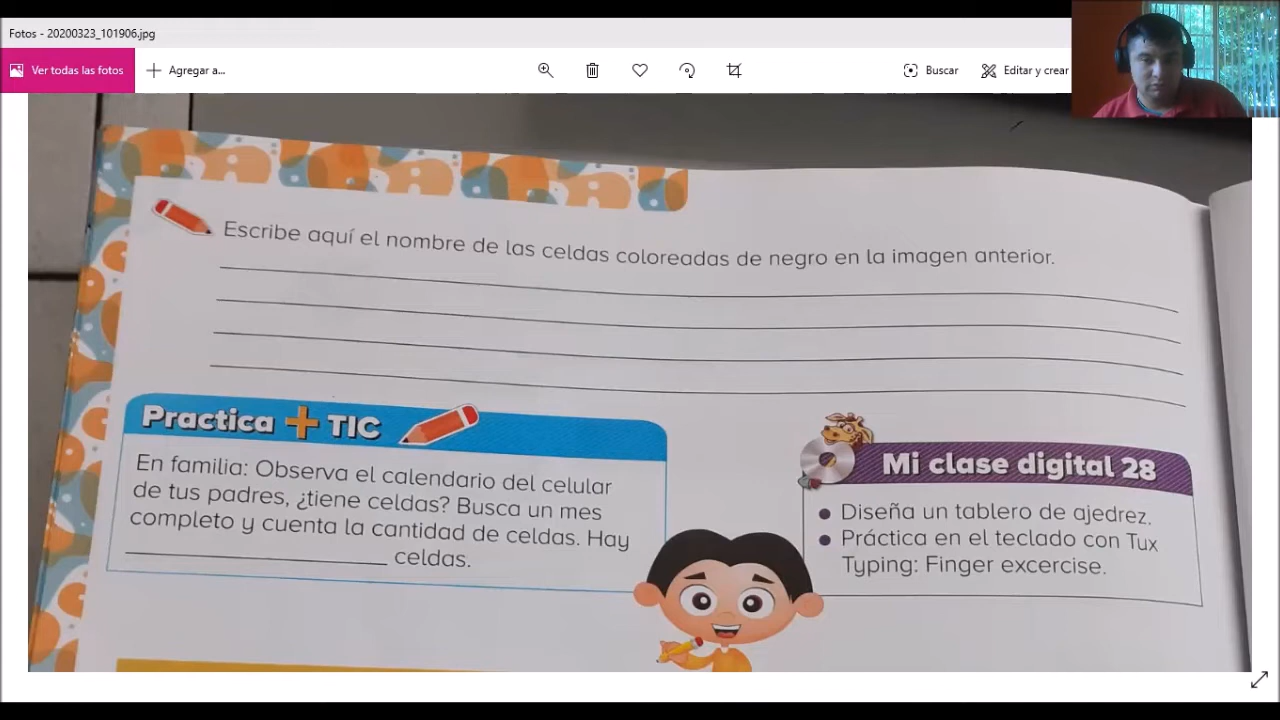 Fotos - 20200323_101906.jpg
Ver todas las fotos
Agregar a...
Buscar
Editar y crear
Escribe aquí el nombre de las celdas coloreadas de negro en la imagen anterior.
Practica + TIC
En familia: Observa el calendario del celular
de tus padres, ¿tiene celdas? Busca un mes
completo y cuenta la cantidad de celdas. Hay
____________________ celdas.
Mi clase digital 28
● Diseña un tablero de ajedrez.
● Práctica en el teclado con Tux
Typing: Finger excercise.